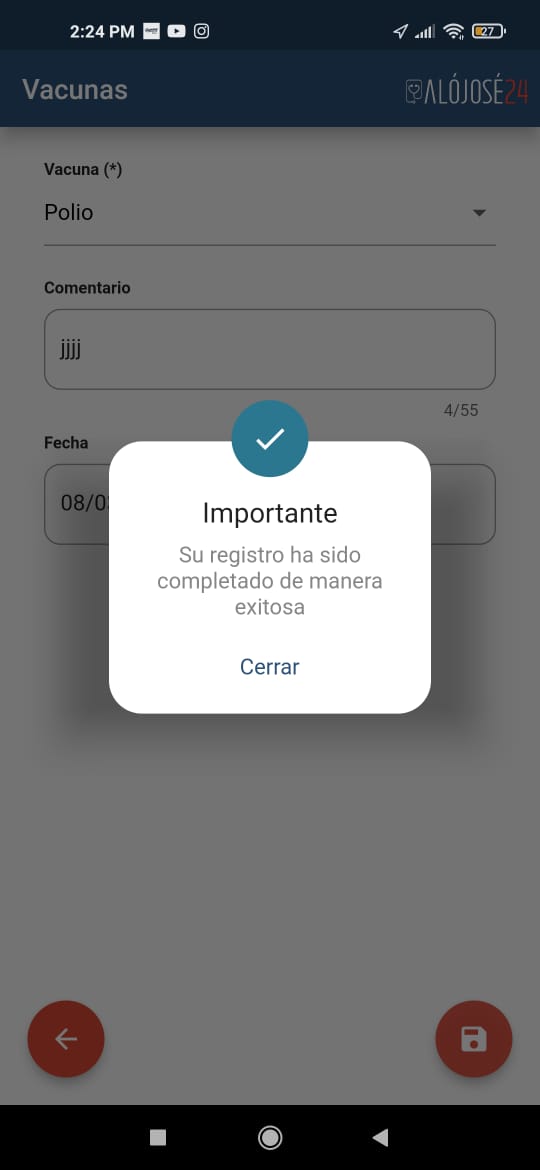 2:24 PM
27
Vacunas
ALÓJOSÉ24
Vacuna (*)
Polio
Comentario
jjjj
4/55
Fecha
08/0
Importante
Su registro ha sido
completado de manera
exitosa
Cerrar